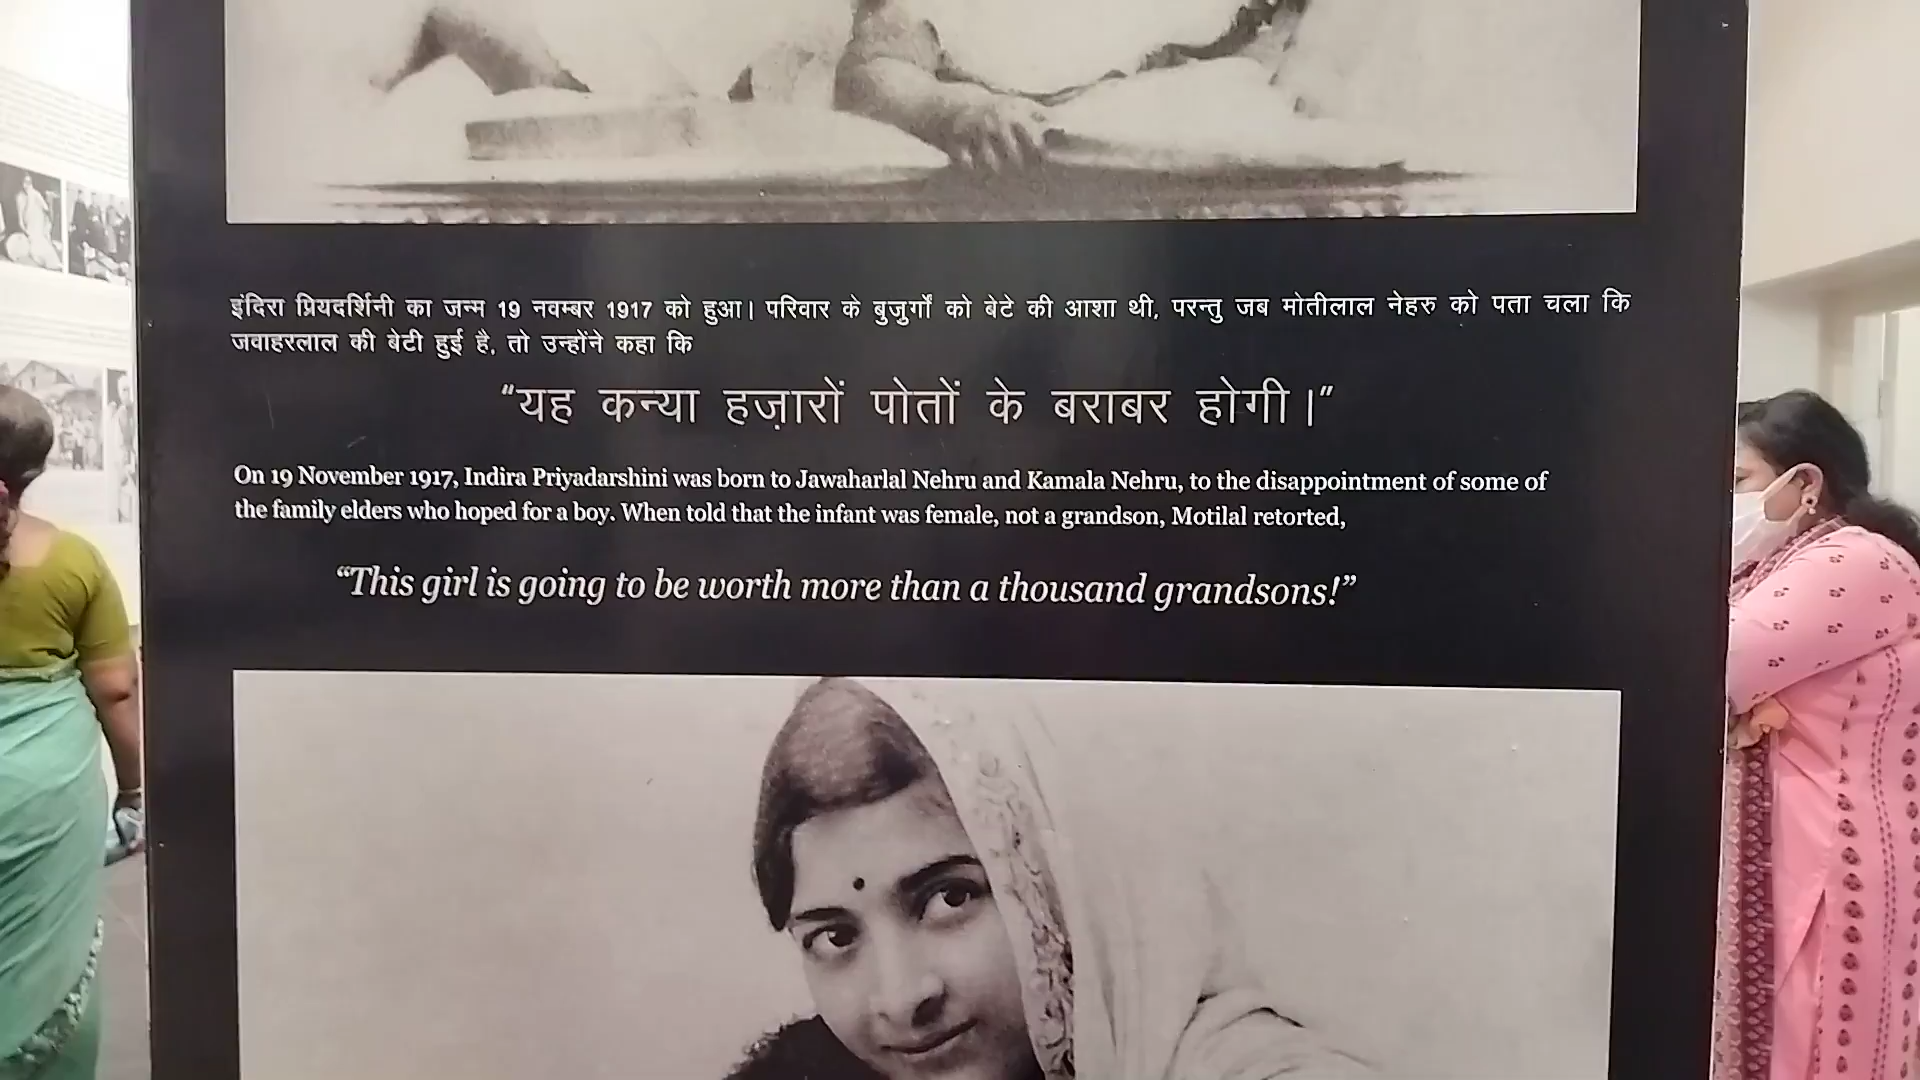 इंदिरा प्रियदर्शिनी का जन्म 19 नवम्बर 1917 को हुआ। परिवार के बुजुर्गों को बेटे की आशा थी, परन्तु जब मोतीलाल नेहरु को पता चला कि
जवाहरलाल की बेटी हुई है, तो उन्होंने कहा कि
“यह कन्या हज़ारों पोतों के बराबर होगी।”
On 19 November 1917, Indira Priyadarshini was born to Jawaharlal Nehru and Kamala Nehru, to the disappointment of some of
the family elders who hoped for a boy. When told that the infant was female, not a grandson, Motilal retorted,
“This girl is going to be worth more than a thousand grandsons!”